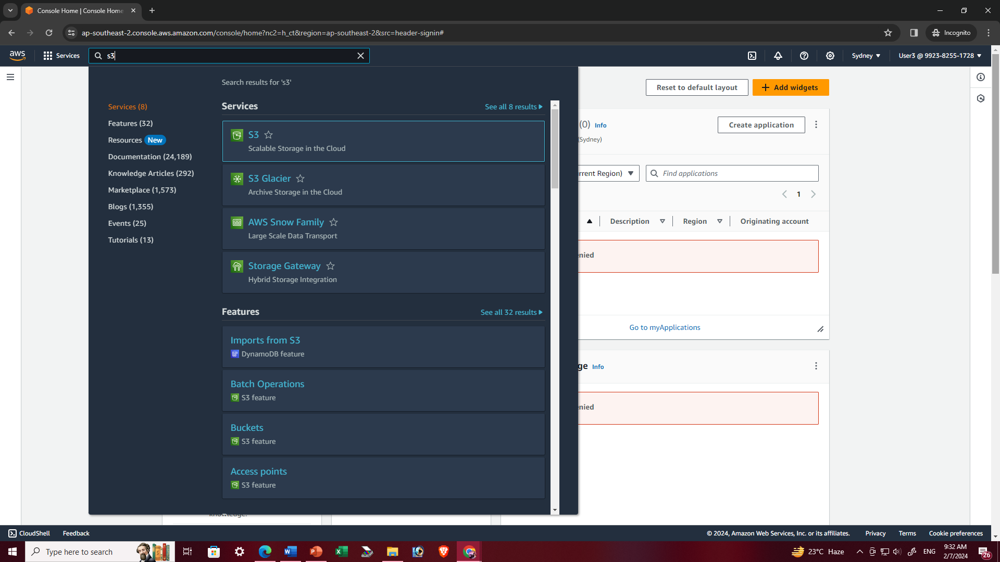 Console Home | Console Home
ap-southeast-2.console.aws.amazon.com/console/home?nc2=h_ct&region=ap-southeast-2&src=header-signin#
Incognito
aws
Services
s3
Sydney
User3 @ 9923-8255-1728
Search results for 's3'
Services (8)
Features (32)
Resources New
Documentation (24,189)
Knowledge Articles (292)
Marketplace (1,573)
Blogs (1,355)
Events (25)
Tutorials (13)
Services
See all 8 results
S3
Scalable Storage in the Cloud
S3 Glacier
Archive Storage in the Cloud
AWS Snow Family
Large Scale Data Transport
Storage Gateway
Hybrid Storage Integration
Features
See all 32 results
Imports from S3
DynamoDB feature
Batch Operations
S3 feature
Buckets
S3 feature
Access points
S3 feature
Reset to default layout
Add widgets
(0) Info
(Sydney)
Create application
rrent Region)
Find applications
1
Description
Region
Originating account
enied
Go to myApplications
ge Info
enied
knowledge.
CloudShell
Feedback
© 2024, Amazon Web Services, Inc. or its affiliates.
Privacy
Terms
Cookie preferences
Type here to search
23°C Haze
ENG
9:32 AM
2/7/2024
26